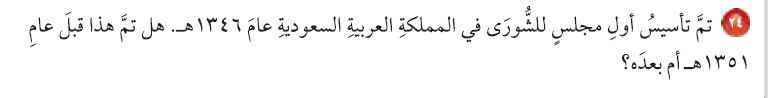 ٢٤ تمَّ تأسيسُ أولِ مجلسٍ للشُّورَى في المملكةِ العربيةِ السعوديةِ عامَ ١٣٤٦هـ. هل تمَّ هذا قبلَ عامِ
١٣٥١هـ أم بعدَه؟